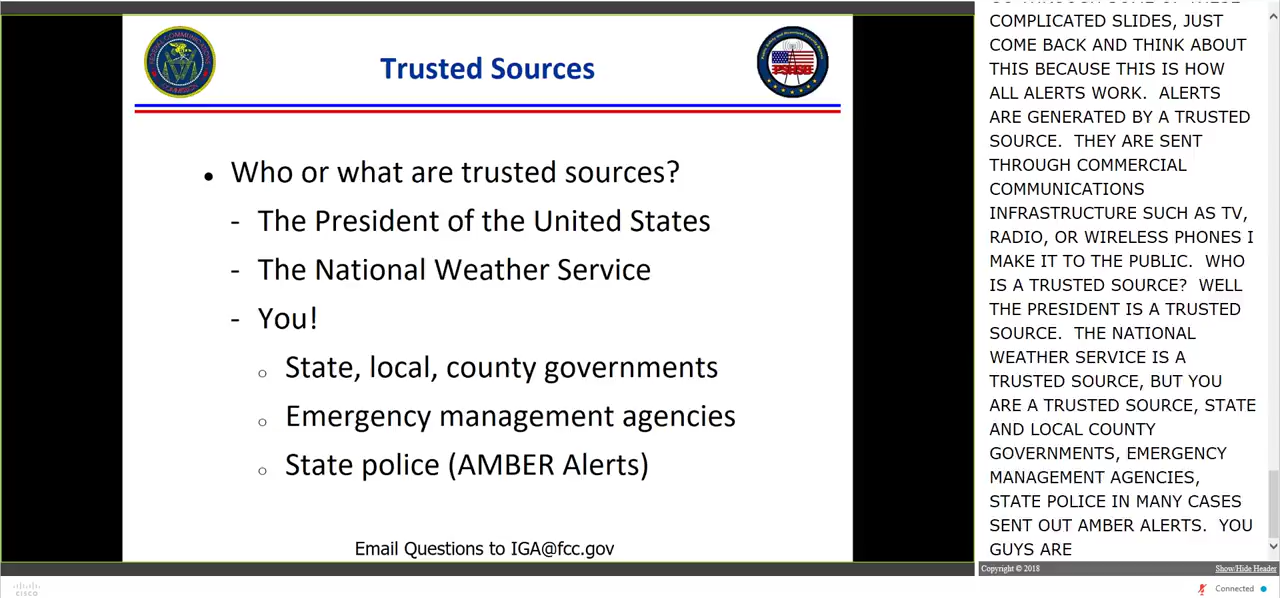 Trusted Sources
• Who or what are trusted sources?
- The President of the United States
- The National Weather Service
- You!
○ State, local, county governments
○ Emergency management agencies
○ State police (AMBER Alerts)
Email Questions to IGA@fcc.gov
COMPLICATED SLIDES, JUST
COME BACK AND THINK ABOUT
THIS BECAUSE THIS IS HOW
ALL ALERTS WORK. ALERTS
ARE GENERATED BY A TRUSTED
SOURCE. THEY ARE SENT
THROUGH COMMERCIAL
COMMUNICATIONS
INFRASTRUCTURE SUCH AS TV,
RADIO, OR WIRELESS PHONES I
MAKE IT TO THE PUBLIC. WHO
IS A TRUSTED SOURCE? WELL
THE PRESIDENT IS A TRUSTED
SOURCE. THE NATIONAL
WEATHER SERVICE IS A
TRUSTED SOURCE, BUT YOU
ARE A TRUSTED SOURCE, STATE
AND LOCAL COUNTY
GOVERNMENTS, EMERGENCY
MANAGEMENT AGENCIES,
STATE POLICE IN MANY CASES
SENT OUT AMBER ALERTS. YOU
GUYS ARE
Copyright © 2018 Show/Hide Header
cisco
Connected